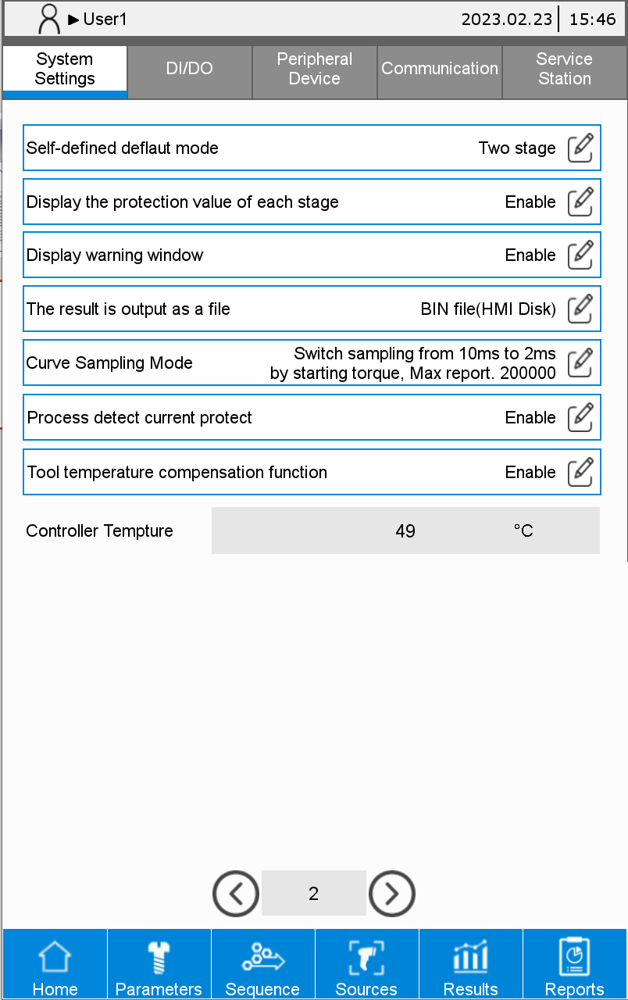 ▶ User1 2023.02.23 15:46
System
Settings
DI/DO
Peripheral
Device
Communication
Service
Station
Self-defined deflaut mode Two stage
Display the protection value of each stage Enable
Display warning window Enable
The result is output as a file BIN file(HMI Disk)
Curve Sampling Mode Switch sampling from 10ms to 2ms
by starting torque, Max report. 200000
Process detect current protect Enable
Tool temperature compensation function Enable
Controller Tempture 49 °C
2
Home Parameters Sequence Sources Results Reports